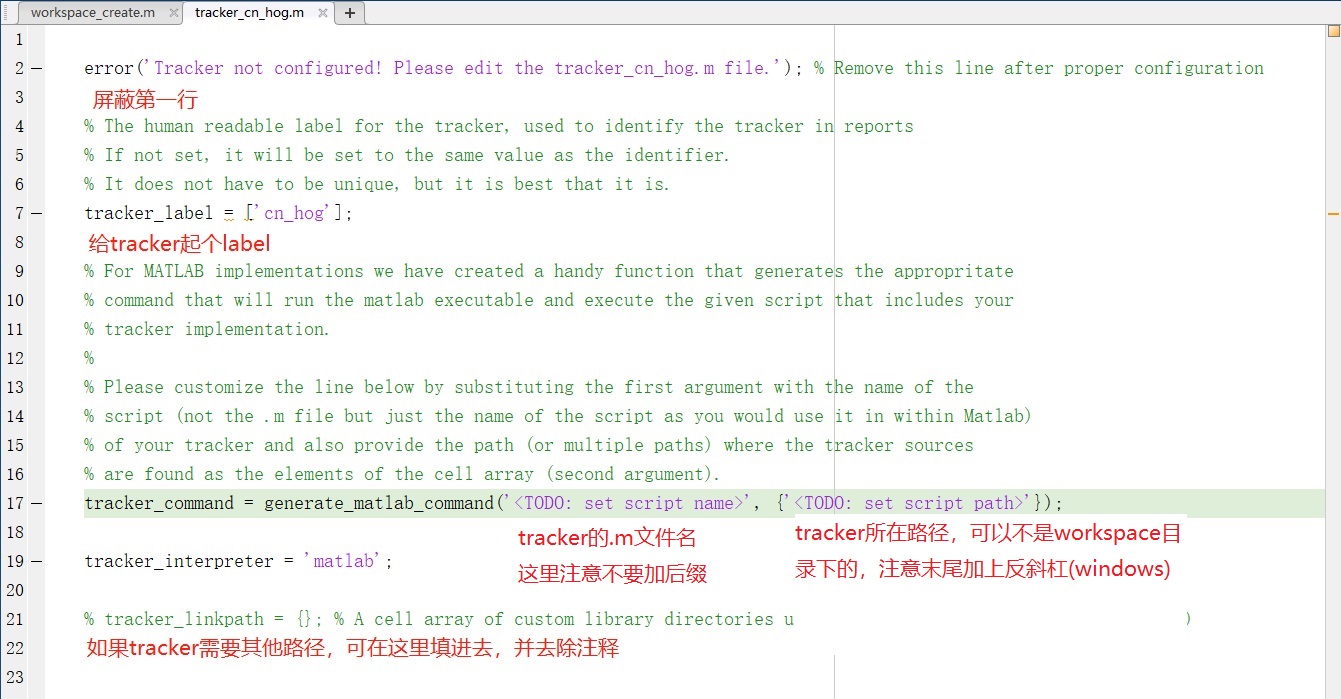 workspace_create.m × tracker_cn_hog.m × +
1
2 — error('Tracker not configured! Please edit the tracker_cn_hog.m file.'); % Remove this line after proper configuration
3 屏蔽第一行
4 % The human readable label for the tracker, used to identify the tracker in reports
5 % If not set, it will be set to the same value as the identifier.
6 % It does not have to be unique, but it is best that it is.
7 — tracker_label = ['cn_hog'];
8 给tracker起个label
9 % For MATLAB implementations we have created a handy function that generates the appropritate
10 % command that will run the matlab executable and execute the given script that includes your
11 % tracker implementation.
12 %
13 % Please customize the line below by substituting the first argument with the name of the
14 % script (not the .m file but just the name of the script as you would use it in within Matlab)
15 % of your tracker and also provide the path (or multiple paths) where the tracker sources
16 % are found as the elements of the cell array (second argument).
17 — tracker_command = generate_matlab_command('<TODO: set script name>', {'<TODO: set script path>'});
18
tracker的.m文件名
这里注意不要加后缀
tracker所在路径，可以不是workspace目
录下的，注意末尾加上反斜杠(windows)
19 — tracker_interpreter = 'matlab';
20
21 % tracker_linkpath = {}; % A cell array of custom library directories u )
22 如果tracker需要其他路径，可在这里填进去，并去除注释
23